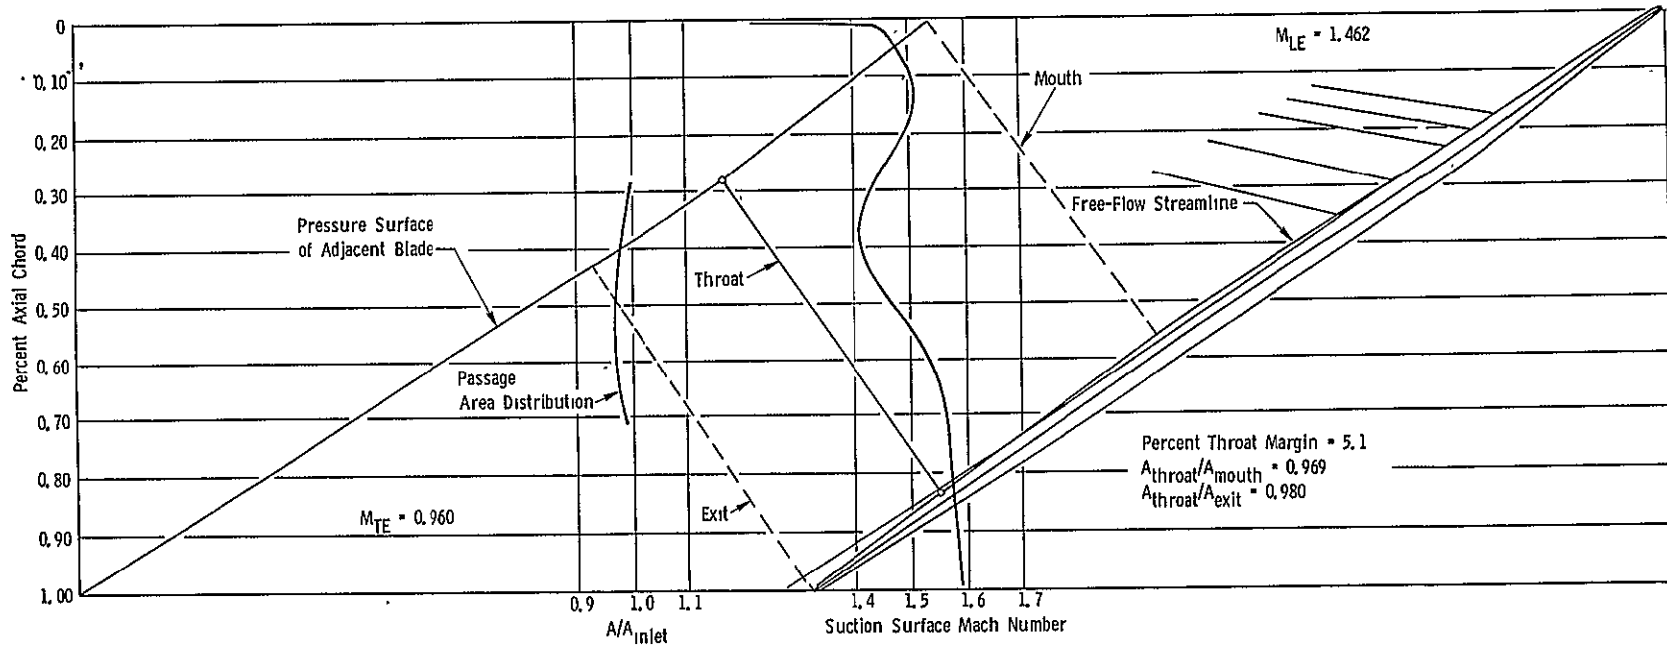 0
0.10
0.20
0.30
0.40
0.50
0.60
0.70
0.80
0.90
1.00
Percent Axial Chord
M_LE = 1.462
Mouth
Free-Flow Streamline
Pressure Surface
of Adjacent Blade
Throat
Passage
Area Distribution
Exit
M_TE = 0.960
Percent Throat Margin = 5.1
A_throat/A_mouth = 0.969
A_throat/A_exit = 0.980
0.9 1.0 1.1
A/A_inlet
1.4 1.5 1.6 1.7
Suction Surface Mach Number